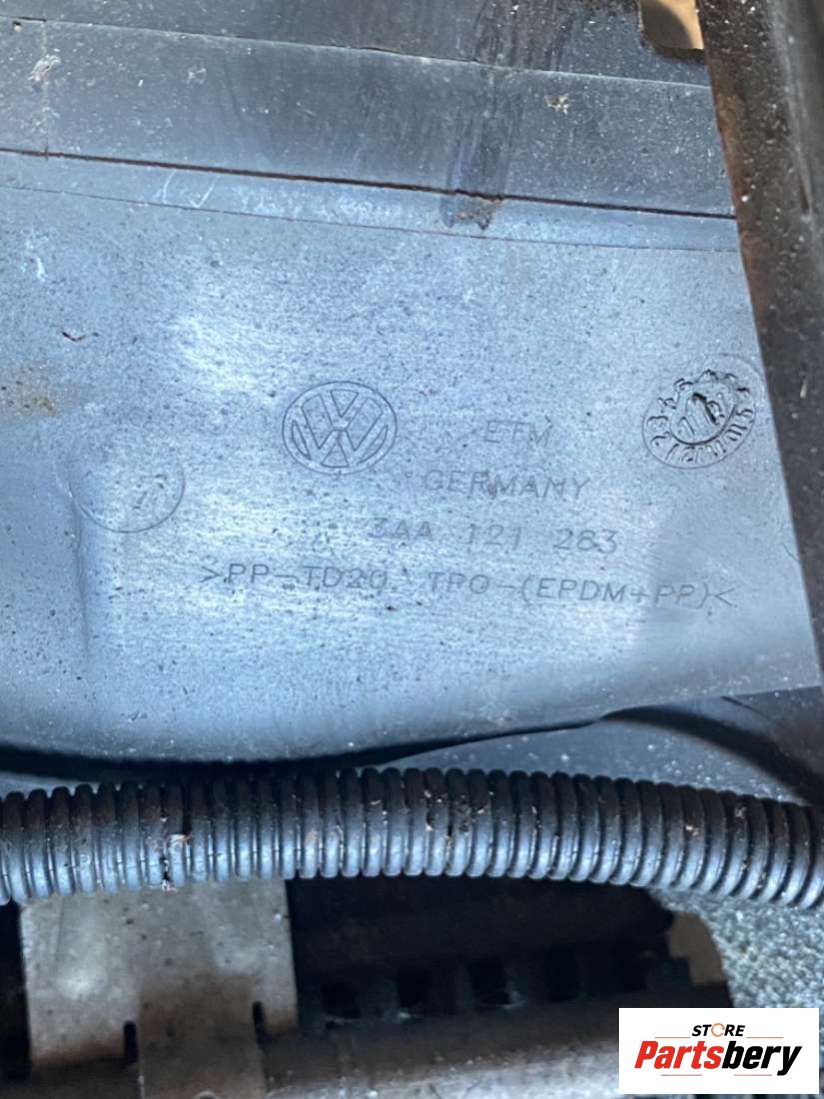 ETM
GERMANY
3AA 121 283
>PP-TD20, TPO-(EPDM+PP)<
STORE
Partsbery